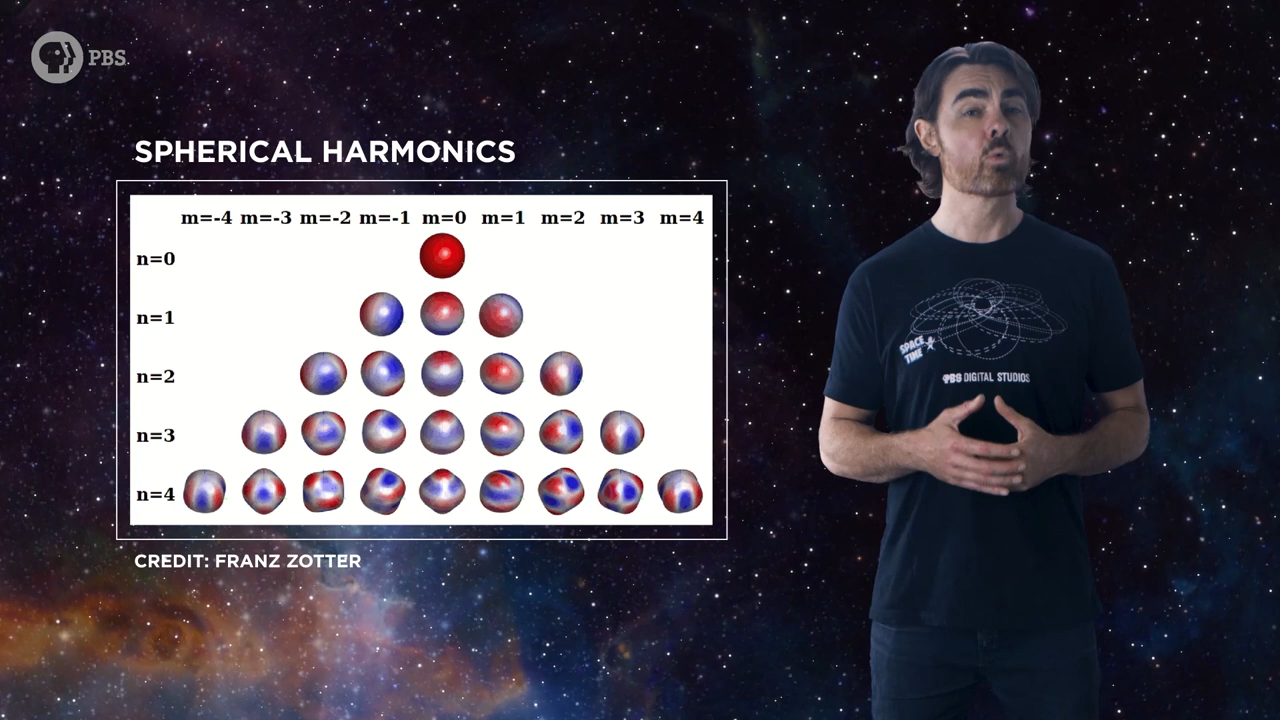 PBS
SPHERICAL HARMONICS
m=-4 m=-3 m=-2 m=-1 m=0 m=1 m=2 m=3 m=4
n=0
n=1
n=2
n=3
n=4
CREDIT: FRANZ ZOTTER
SPACE
TIME
PBS DIGITAL STUDIOS